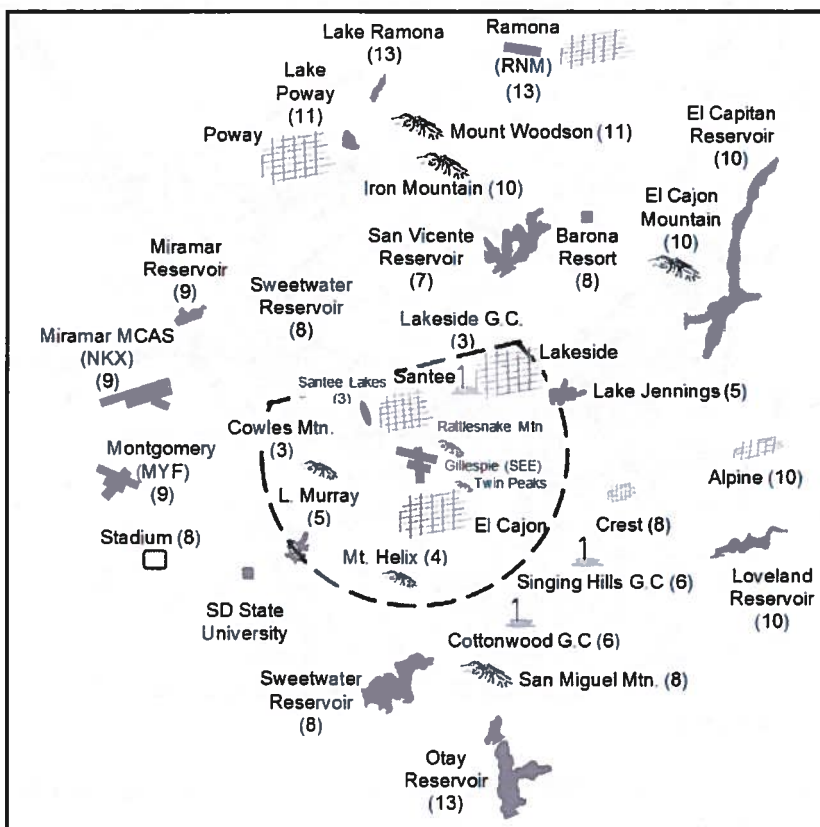 Lake Ramona
(13)
Ramona
(RNM)
(13)
Lake
Poway
(11)
Poway
Mount Woodson (11)
Iron Mountain (10)
El Capitan
Reservoir
(10)
El Cajon
Mountain
(10)
San Vicente
Reservoir
(7)
Barona
Resort
(8)
Miramar
Reservoir
(9)
Sweetwater
Reservoir
(8)
Lakeside G.C.
(3)
Lakeside
Miramar MCAS
(NKX)
(9)
Santee Lakes
(3)
Santee
1
Lake Jennings (5)
Cowles Mtn.
(3)
Rattlesnake Mtn
Montgomery
(MYF)
(9)
Gillespie (SEE)
Twin Peaks
Alpine (10)
L. Murray
(5)
El Cajon
Crest (8)
Stadium (8)
Mt. Helix (4)
1
Singing Hills G.C (6)
Loveland
Reservoir
(10)
SD State
University
1
Cottonwood G.C (6)
Sweetwater
Reservoir
(8)
San Miguel Mtn. (8)
Otay
Reservoir
(13)